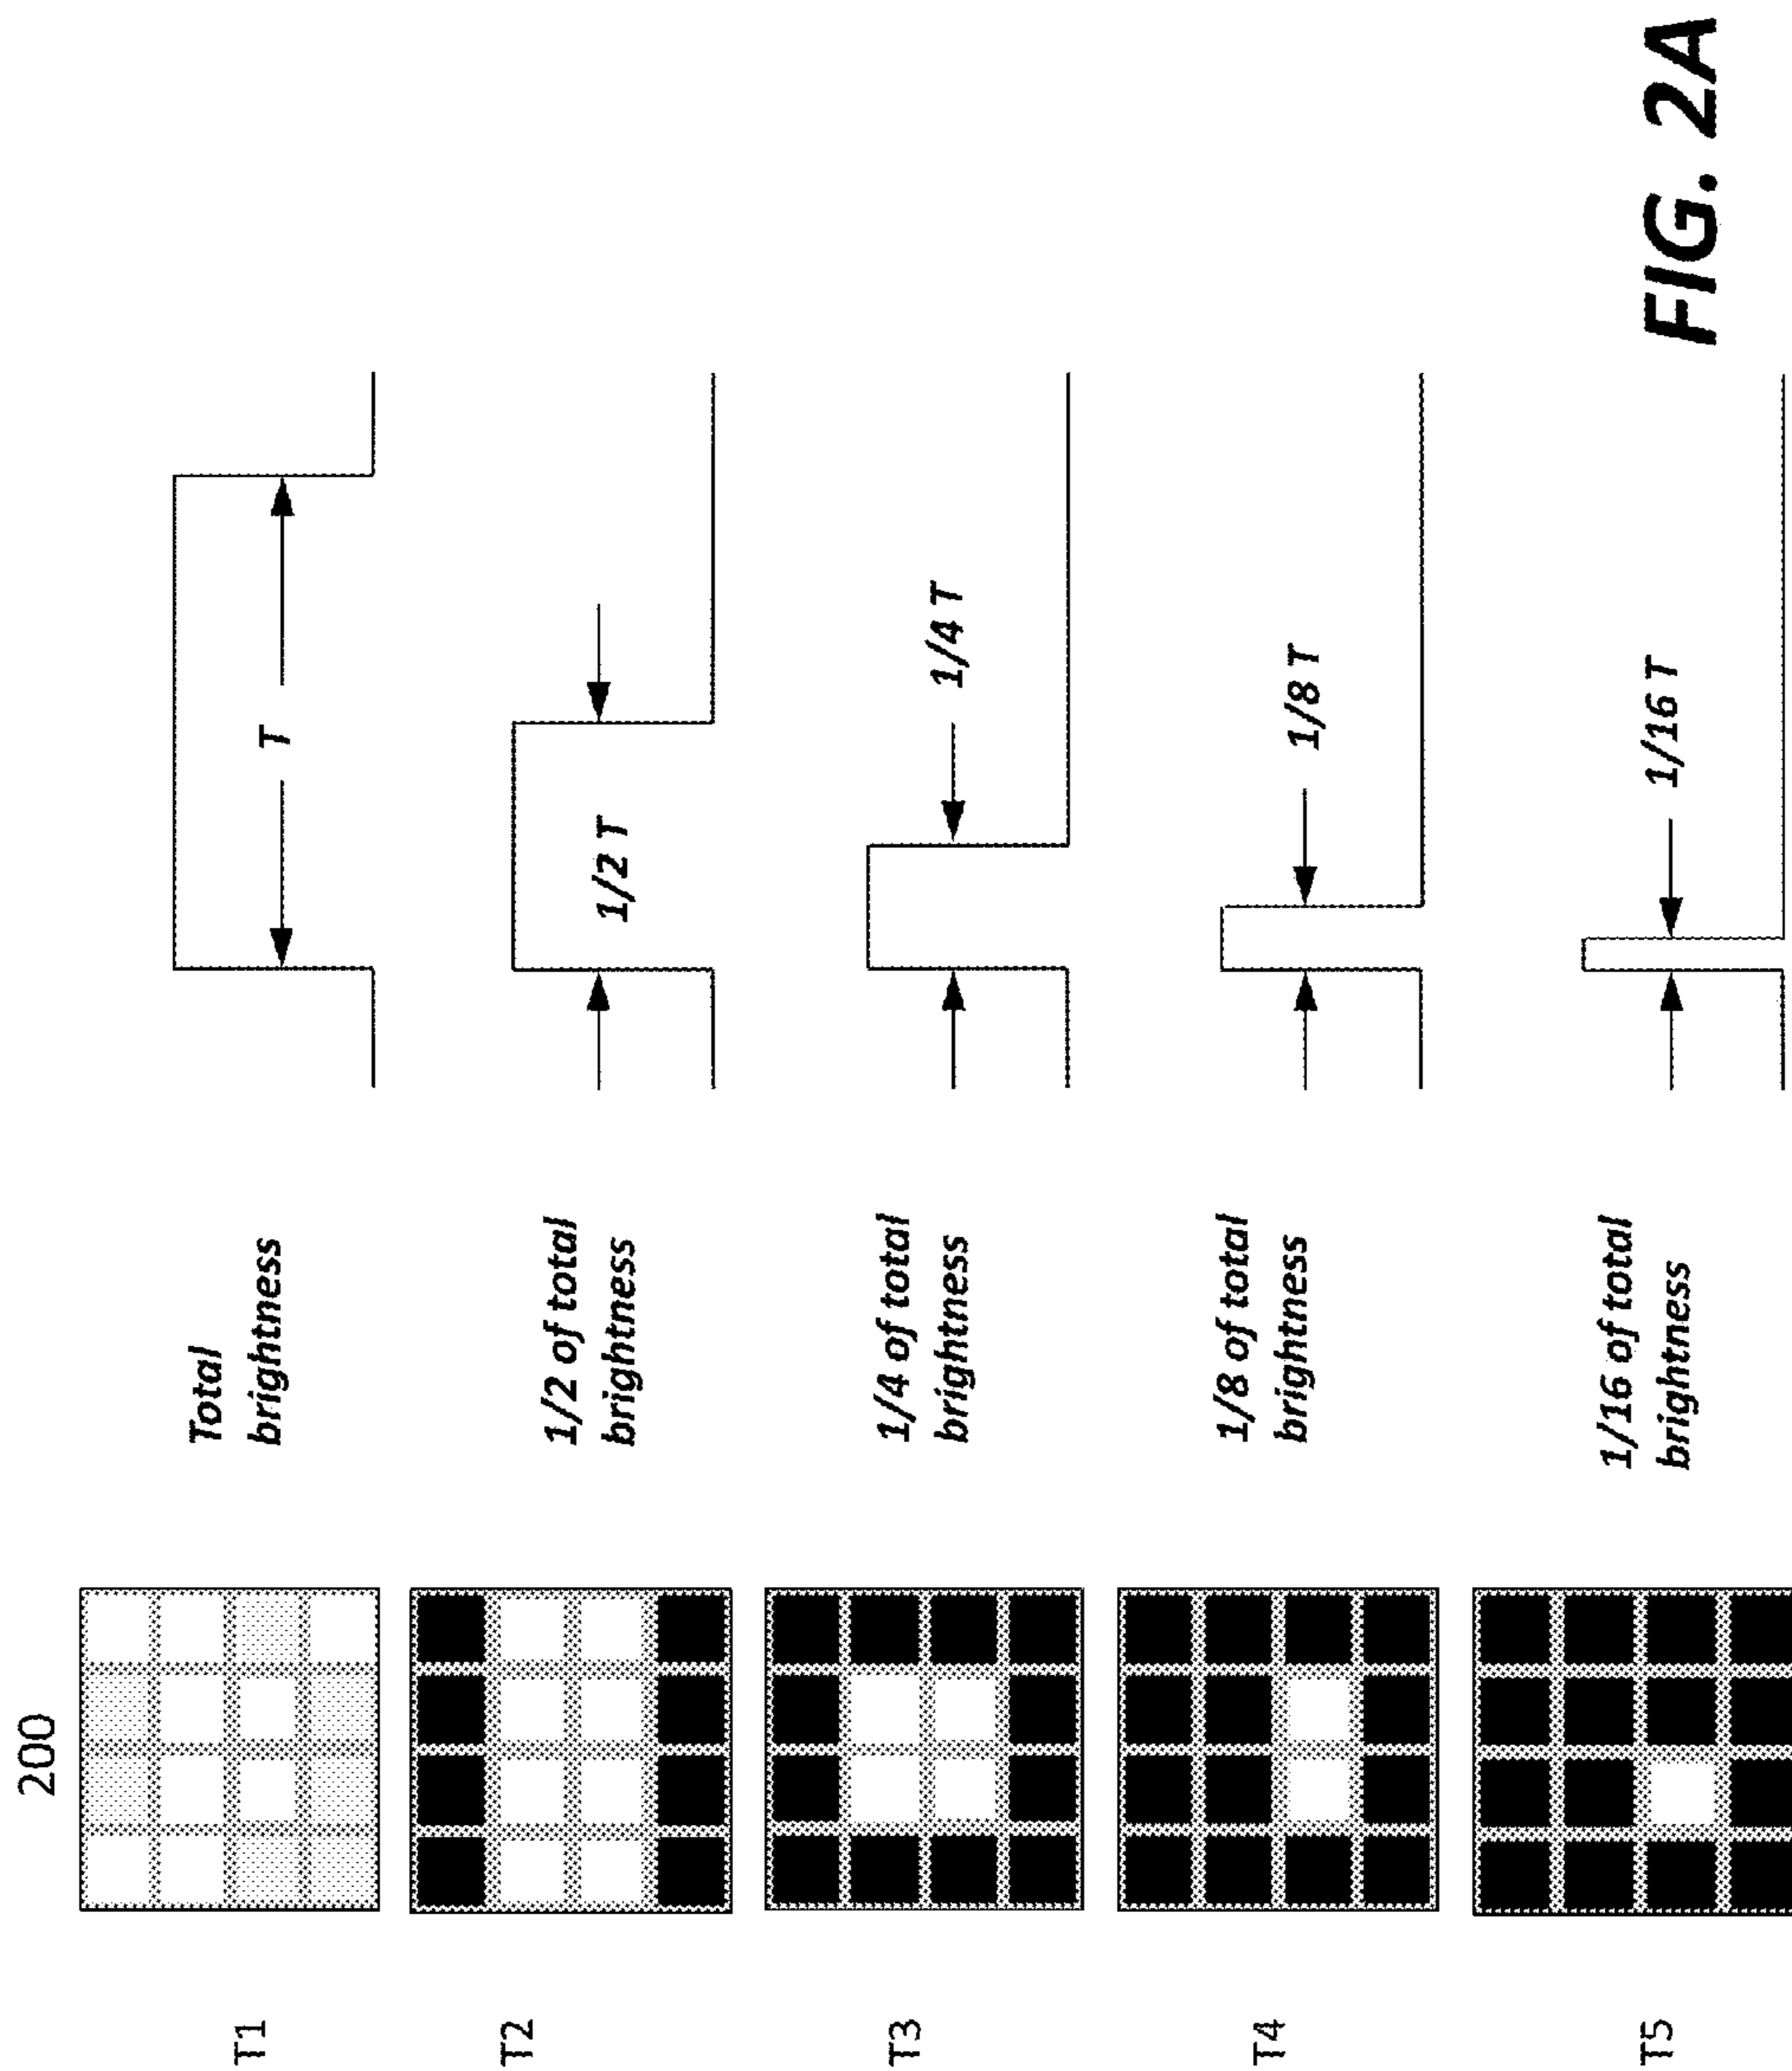 200
T1
Total
brightness
T
T2
1/2 of total
brightness
1/2 T
T3
1/4 of total
brightness
1/4 T
T4
1/8 of total
brightness
1/8 T
T5
1/16 of total
brightness
1/16 T
FIG. 2A